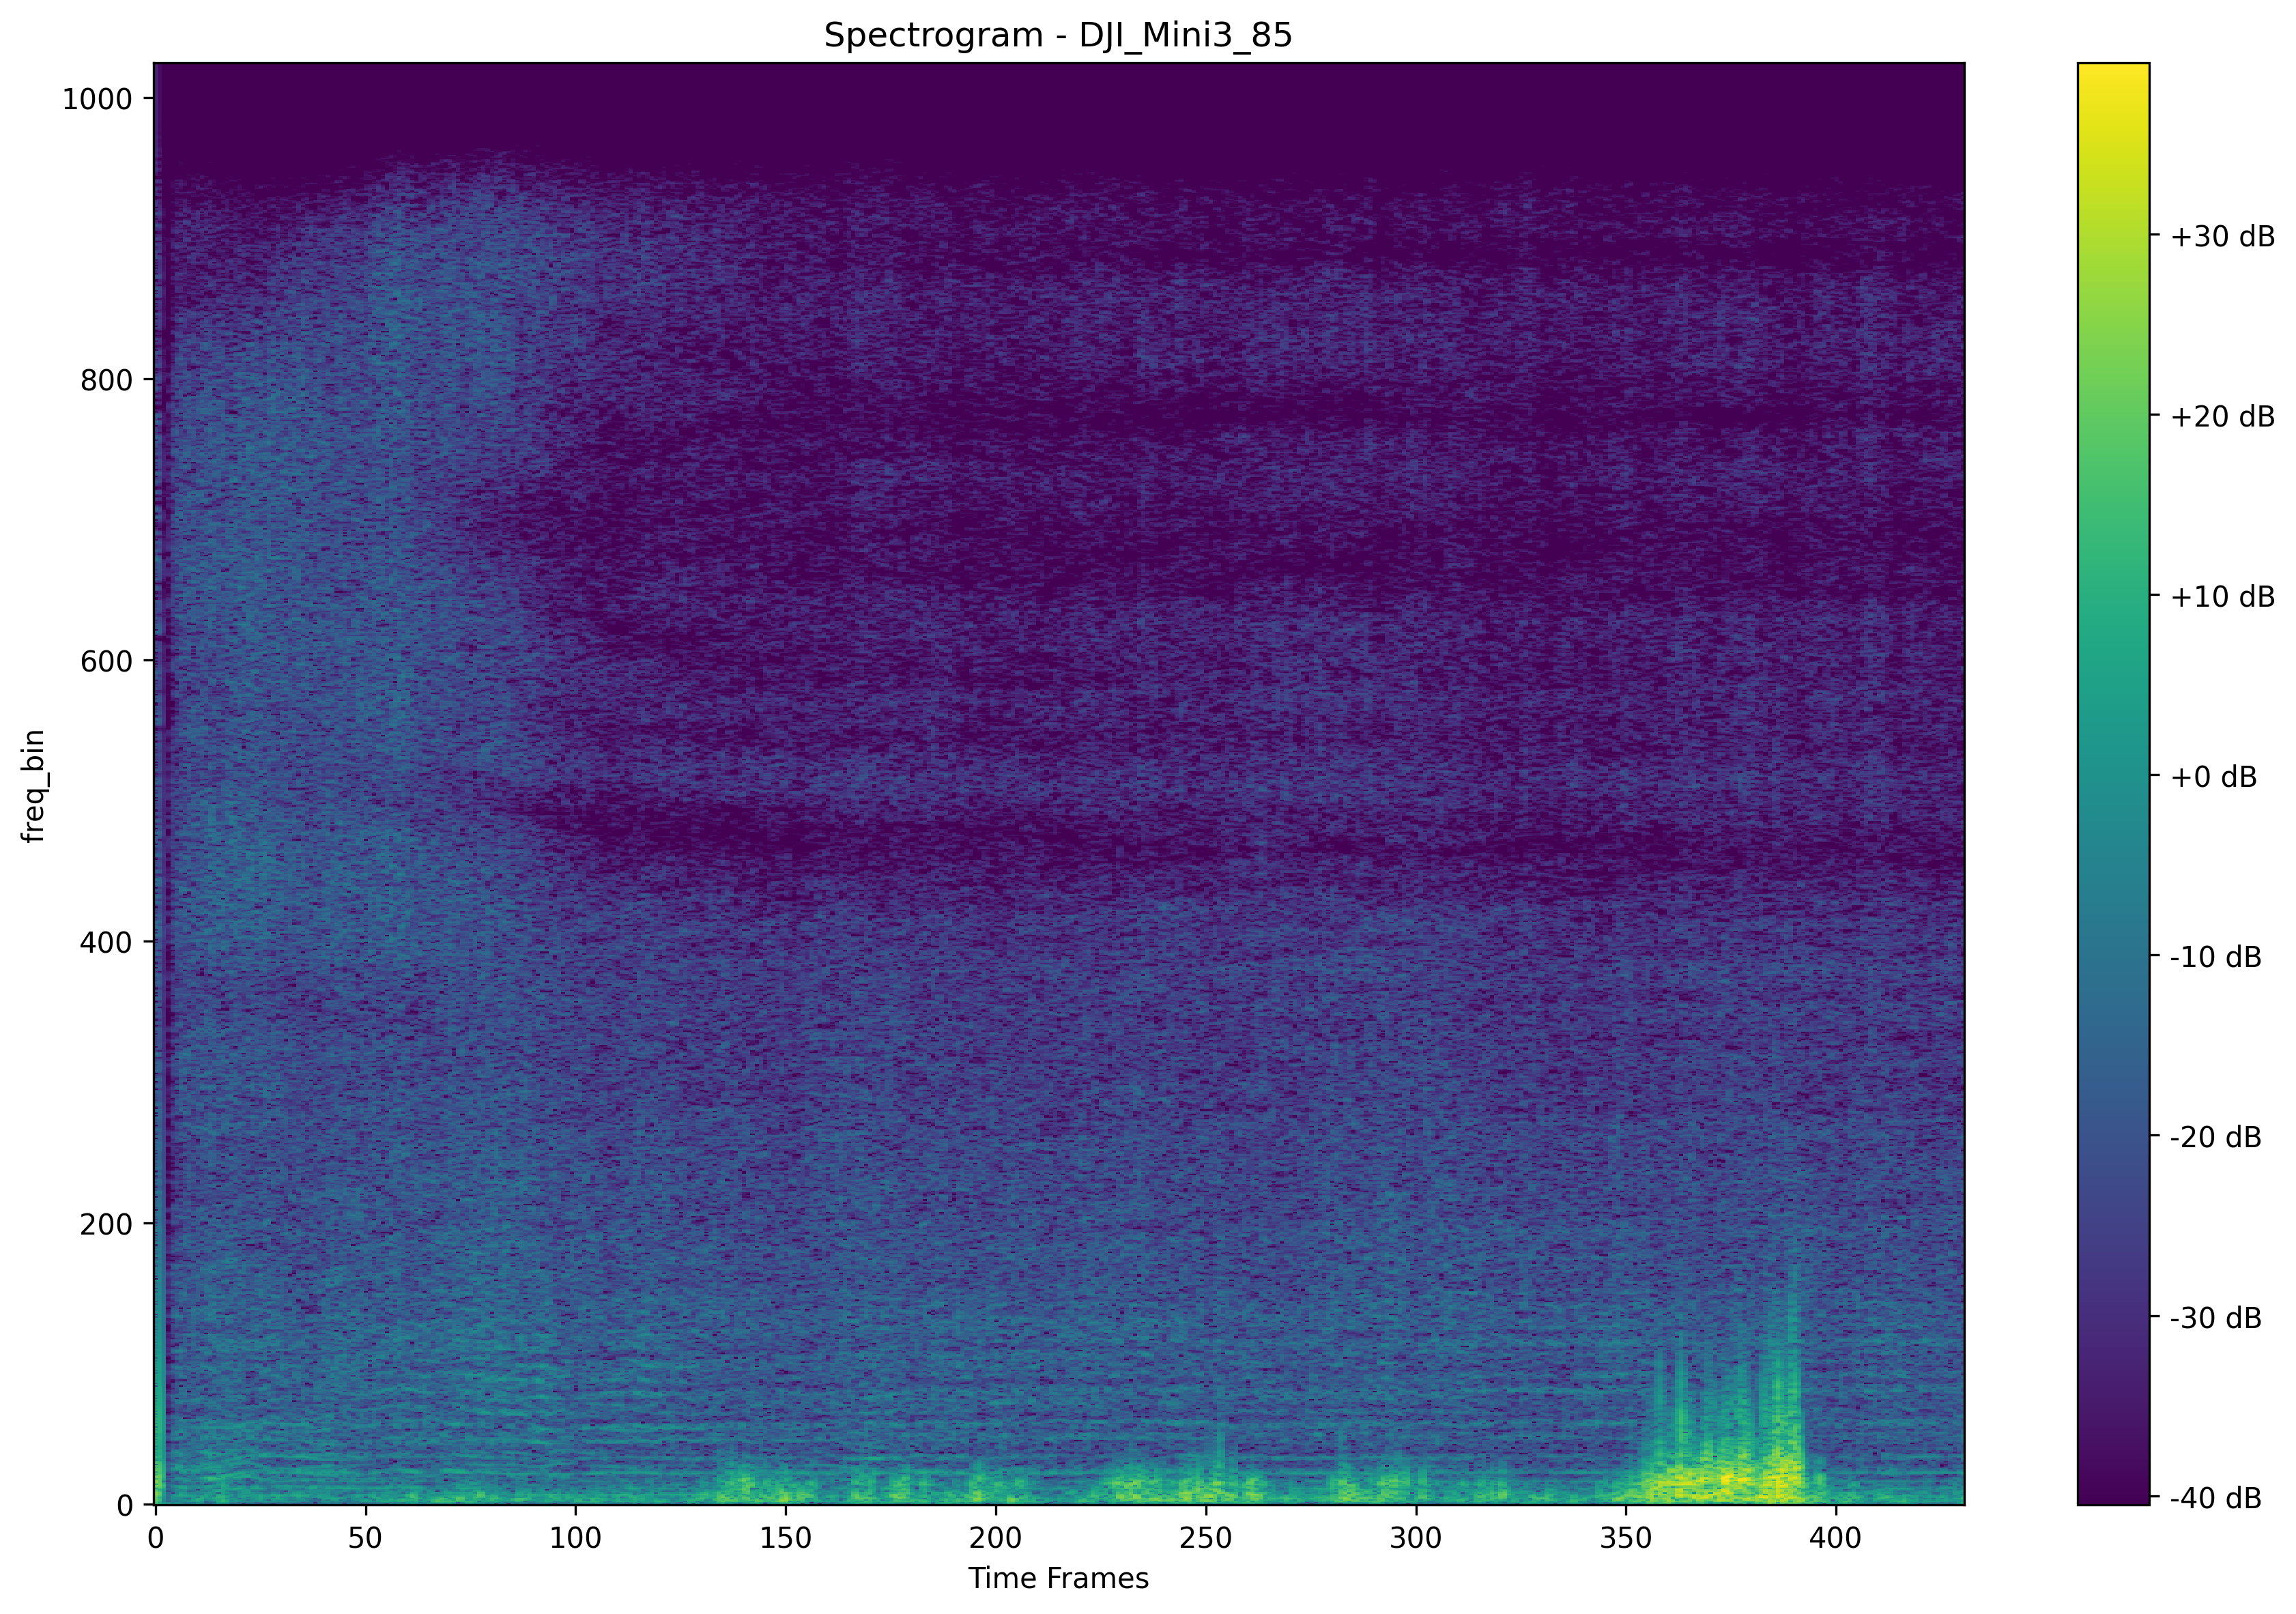 Spectrogram - DJI_Mini3_85
freq_bin
1000
800
600
400
200
0
0 50 100 150 200 250 300 350 400
Time Frames
+30 dB
+20 dB
+10 dB
+0 dB
-10 dB
-20 dB
-30 dB
-40 dB